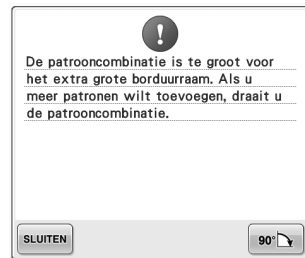 !
De patrooncombinatie is te groot voor
het extra grote borduurraam. Als u
meer patronen wilt toevoegen, draait u
de patrooncombinatie.
SLUITEN
90°